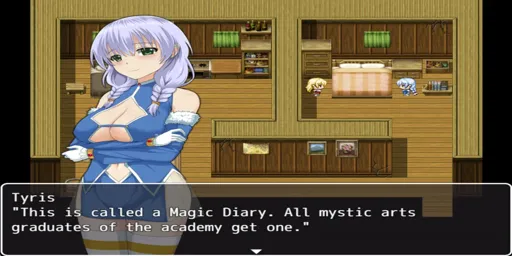 Tyris
"This is called a Magic Diary. All mystic arts
graduates of the academy get one."